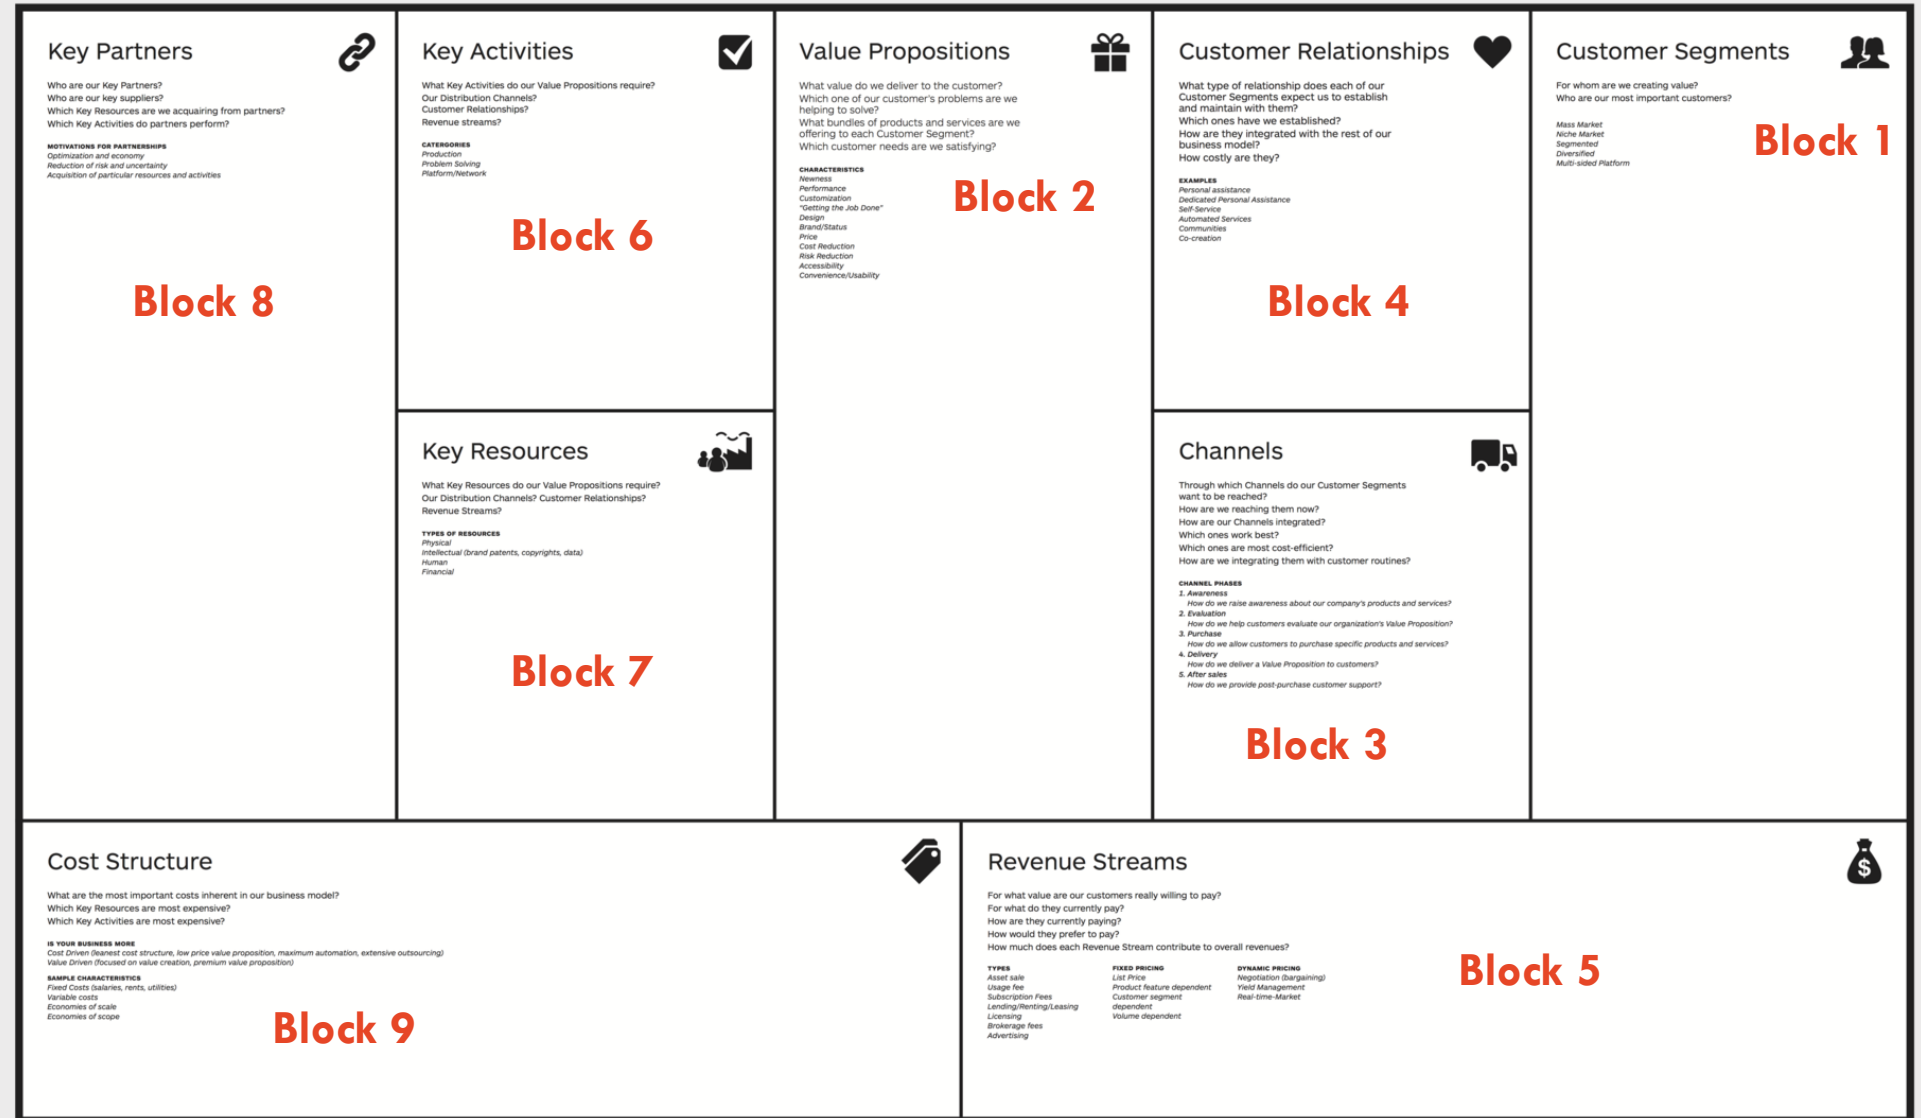 Key Partners
Who are our Key Partners?
Who are our key suppliers?
Which Key Resources are we acquairing from partners?
Which Key Activities do partners perform?
MOTIVATIONS FOR PARTNERSHIPS
Optimization and economy
Reduction of risk and uncertainty
Acquisition of particular resources and activities
Block 8
Key Activities
What Key Activities do our Value Propositions require?
Our Distribution Channels?
Customer Relationships?
Revenue streams?
CATERGORIES
Production
Problem Solving
Platform/Network
Block 6
Key Resources
What Key Resources do our Value Propositions require?
Our Distribution Channels? Customer Relationships?
Revenue Streams?
TYPES OF RESOURCES
Physical
Intellectual (brand patents, copyrights, data)
Human
Financial
Block 7
Value Propositions
What value do we deliver to the customer?
Which one of our customer's problems are we
helping to solve?
What bundles of products and services are we
offering to each Customer Segment?
Which customer needs are we satisfying?
CHARACTERISTICS
Newness
Performance
Customization
"Getting the Job Done"
Design
Brand/Status
Price
Cost Reduction
Risk Reduction
Accessibility
Convenience/Usability
Block 2
Customer Relationships
What type of relationship does each of our
Customer Segments expect us to establish
and maintain with them?
Which ones have we established?
How are they integrated with the rest of our
business model?
How costly are they?
EXAMPLES
Personal assistance
Dedicated Personal Assistance
Self-Service
Automated Services
Communities
Co-creation
Block 4
Channels
Through which Channels do our Customer Segments
want to be reached?
How are we reaching them now?
How are our Channels integrated?
Which ones work best?
Which ones are most cost-efficient?
How are we integrating them with customer routines?
CHANNEL PHASES
1. Awareness
How do we raise awareness about our company's products and services?
2. Evaluation
How do we help customers evaluate our organization's Value Proposition?
3. Purchase
How do we allow customers to purchase specific products and services?
4. Delivery
How do we deliver a Value Proposition to customers?
5. After sales
How do we provide post-purchase customer support?
Block 3
Customer Segments
For whom are we creating value?
Who are our most important customers?
Mass Market
Niche Market
Segmented
Diversified
Multi-sided Platform
Block 1
Cost Structure
What are the most important costs inherent in our business model?
Which Key Resources are most expensive?
Which Key Activities are most expensive?
IS YOUR BUSINESS MORE
Cost Driven (leanest cost structure, low price value proposition, maximum automation, extensive outsourcing)
Value Driven (focused on value creation, premium value proposition)
SAMPLE CHARACTERISTICS
Fixed Costs (salaries, rents, utilities)
Variable costs
Economies of scale
Economies of scope
Block 9
Revenue Streams
For what value are our customers really willing to pay?
For what do they currently pay?
How are they currently paying?
How would they prefer to pay?
How much does each Revenue Stream contribute to overall revenues?
TYPES
Asset sale
Usage fee
Subscription Fees
Lending/Renting/Leasing
Licensing
Brokerage fees
Advertising
FIXED PRICING
List Price
Product feature dependent
Customer segment
dependent
Volume dependent
DYNAMIC PRICING
Negotiation (bargaining)
Yield Management
Real-time-Market
Block 5
$